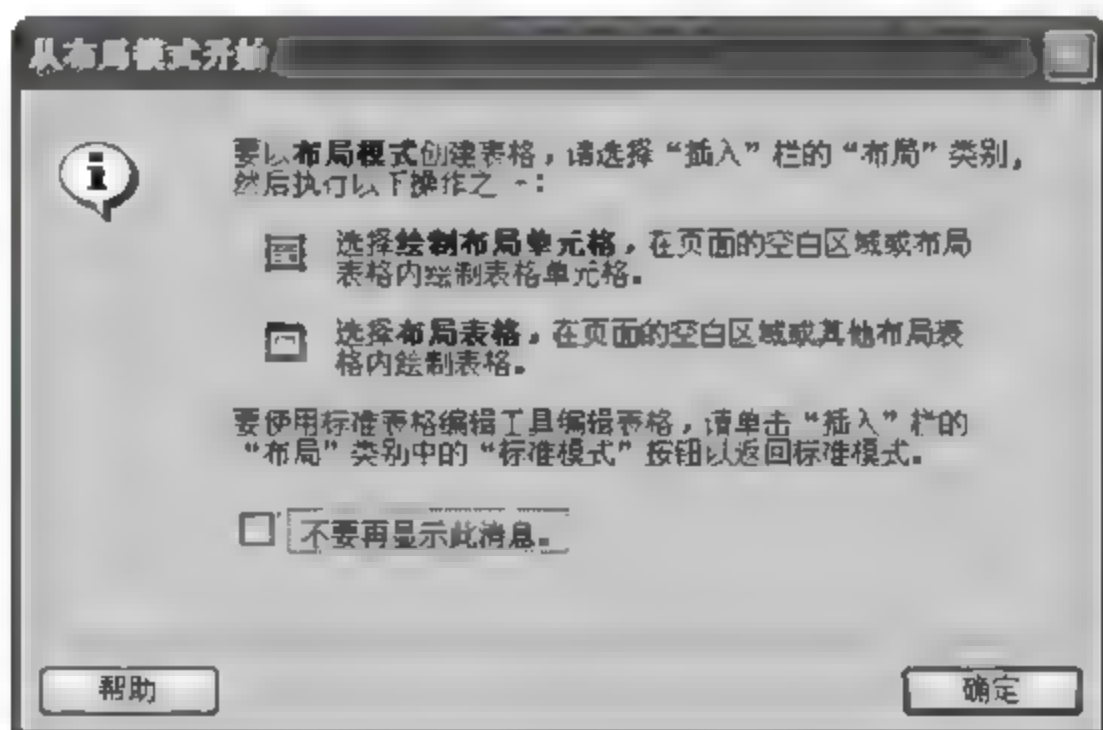 从布局模式开始
要以布局模式创建表格，请选择“插入”栏的“布局”类别，
然后执行以下操作之一：
选择绘制布局单元格，在页面的空白区域或布局
表格内绘制表格单元格。
选择布局表格，在页面的空白区域或其他布局表
格内绘制表格。
要使用标准表格编辑工具编辑表格，请单击“插入”栏的
“布局”类别中的“标准模式”按钮以返回标准模式。
不要再显示此消息。
帮助
确定